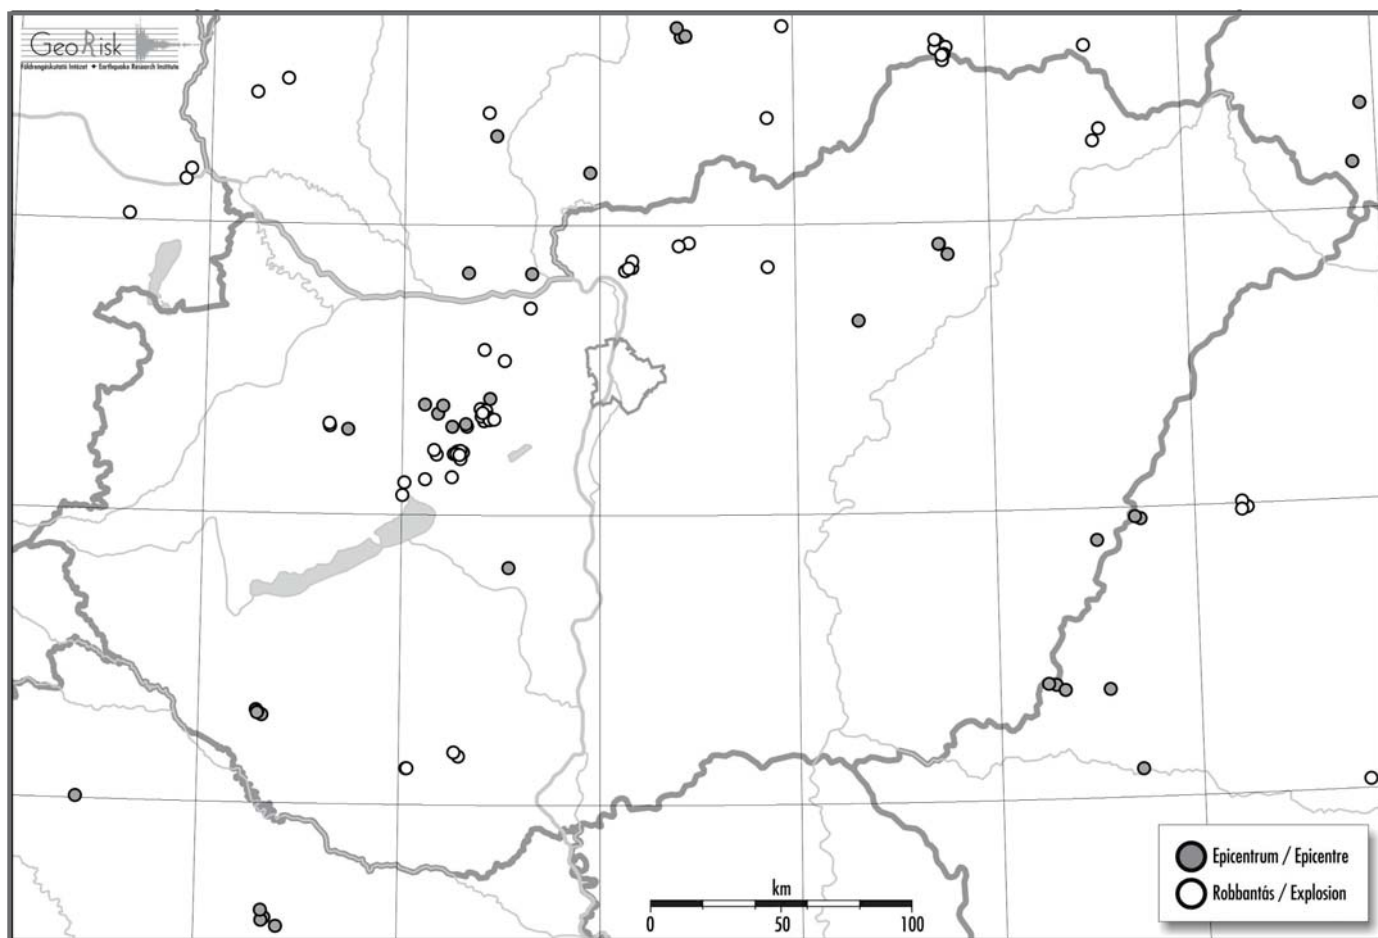 GeoRisk
Földrengéskutató Intézet ✦ Earthquake Research Institute
Epicentrum / Epicentre
Robbantás / Explosion
km
0 50 100